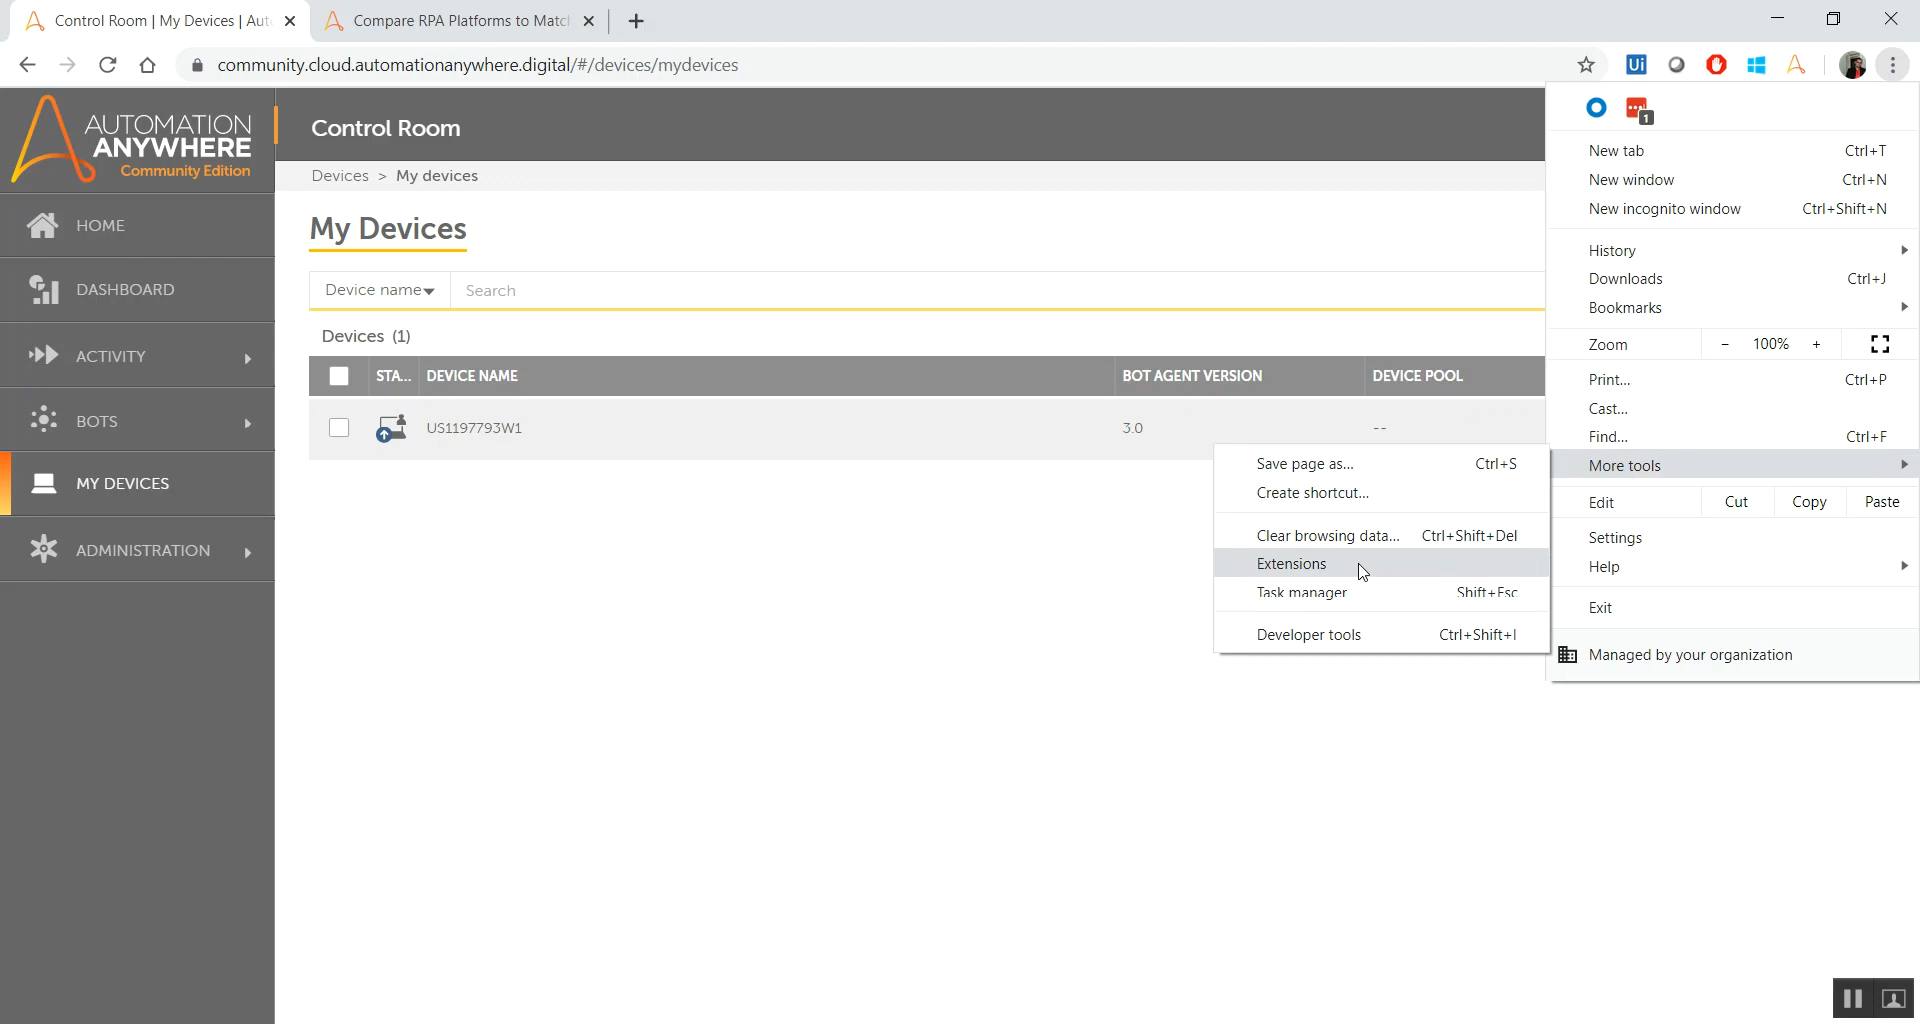 Control Room | My Devices | Aut
Compare RPA Platforms to Matc
community.cloud.automationanywhere.digital/#/devices/mydevices
Ui
AUTOMATION
ANYWHERE
Community Edition
Control Room
Devices > My devices
HOME
DASHBOARD
ACTIVITY
BOTS
MY DEVICES
ADMINISTRATION
My Devices
Device name
Search
Devices (1)
STA... DEVICE NAME BOT AGENT VERSION DEVICE POOL
US1197793W1 3.0 --
1
New tab Ctrl+T
New window Ctrl+N
New incognito window Ctrl+Shift+N
History
Downloads Ctrl+J
Bookmarks
Zoom - 100% +
Print... Ctrl+P
Cast...
Find... Ctrl+F
More tools
Edit Cut Copy Paste
Settings
Help
Exit
Managed by your organization
Save page as... Ctrl+S
Create shortcut...
Clear browsing data... Ctrl+Shift+Del
Extensions
Task manager Shift+Esc
Developer tools Ctrl+Shift+I